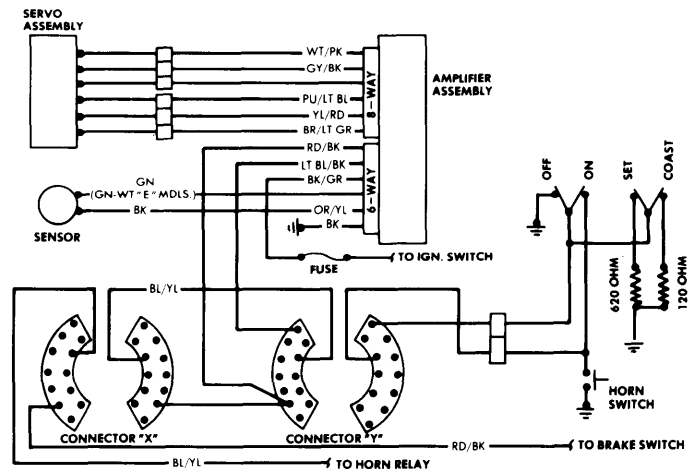 SERVO
ASSEMBLY
WT/PK
GY/BK
PU/LT BL
YL/RD
BR/LT GR
8-WAY
AMPLIFIER
ASSEMBLY
RD/BK
LT BL/BK
BK/GR
OR/YL
BK
6-WAY
GN
(GN-WT "E" MDLS.)
BK
SENSOR
FUSE
TO IGN. SWITCH
OFF
ON
SET
COAST
620 OHM
120 OHM
BL/YL
HORN
SWITCH
CONNECTOR "X"
CONNECTOR "Y"
RD/BK
TO BRAKE SWITCH
BL/YL
TO HORN RELAY